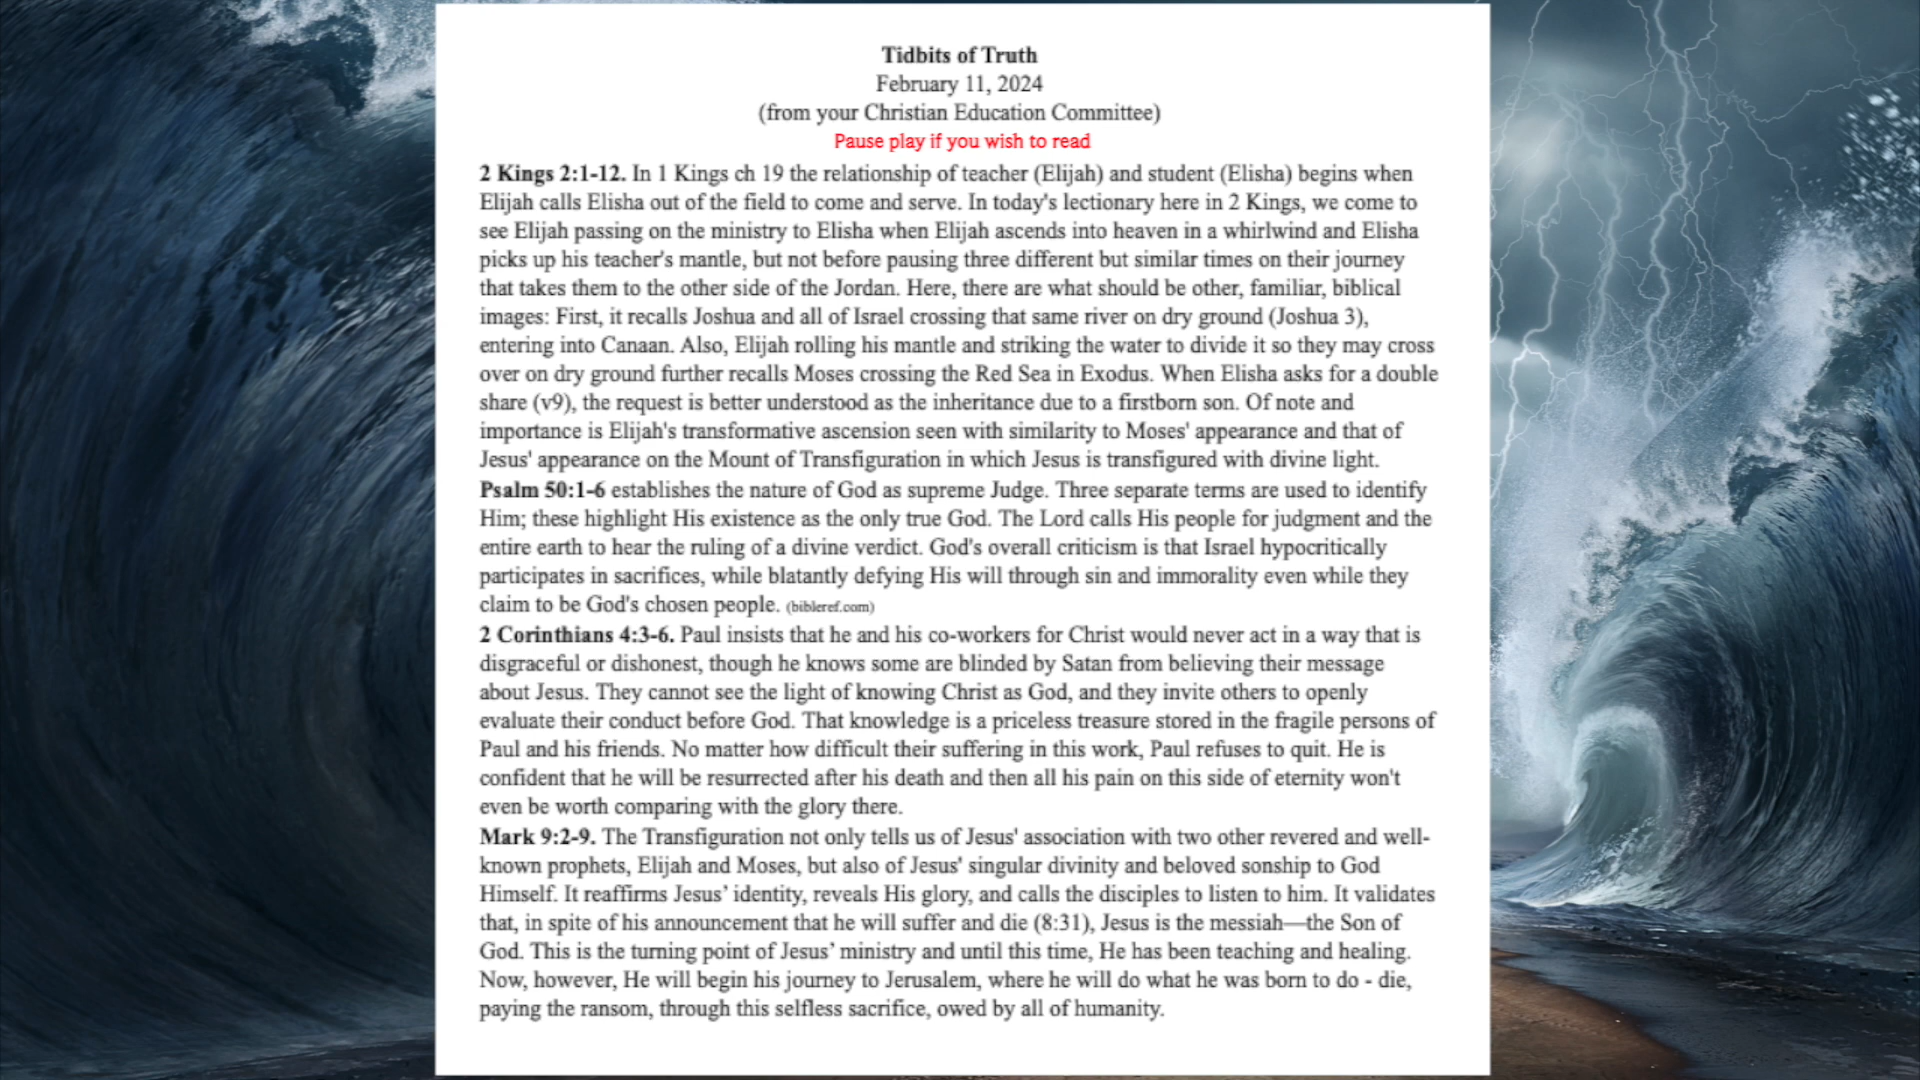 Tidbits of Truth
February 11, 2024
(from your Christian Education Committee)
Pause play if you wish to read
2 Kings 2:1-12. In 1 Kings ch 19 the relationship of teacher (Elijah) and student (Elisha) begins when
Elijah calls Elisha out of the field to come and serve. In today's lectionary here in 2 Kings, we come to
see Elijah passing on the ministry to Elisha when Elijah ascends into heaven in a whirlwind and Elisha
picks up his teacher's mantle, but not before pausing three different but similar times on their journey
that takes them to the other side of the Jordan. Here, there are what should be other, familiar, biblical
images: First, it recalls Joshua and all of Israel crossing that same river on dry ground (Joshua 3),
entering into Canaan. Also, Elijah rolling his mantle and striking the water to divide it so they may cross
over on dry ground further recalls Moses crossing the Red Sea in Exodus. When Elisha asks for a double
share (v9), the request is better understood as the inheritance due to a firstborn son. Of note and
importance is Elijah's transformative ascension seen with similarity to Moses' appearance and that of
Jesus' appearance on the Mount of Transfiguration in which Jesus is transfigured with divine light.
Psalm 50:1-6 establishes the nature of God as supreme Judge. Three separate terms are used to identify
Him; these highlight His existence as the only true God. The Lord calls His people for judgment and the
entire earth to hear the ruling of a divine verdict. God's overall criticism is that Israel hypocritically
participates in sacrifices, while blatantly defying His will through sin and immorality even while they
claim to be God's chosen people. (bibleref.com)
2 Corinthians 4:3-6. Paul insists that he and his co-workers for Christ would never act in a way that is
disgraceful or dishonest, though he knows some are blinded by Satan from believing their message
about Jesus. They cannot see the light of knowing Christ as God, and they invite others to openly
evaluate their conduct before God. That knowledge is a priceless treasure stored in the fragile persons of
Paul and his friends. No matter how difficult their suffering in this work, Paul refuses to quit. He is
confident that he will be resurrected after his death and then all his pain on this side of eternity won't
even be worth comparing with the glory there.
Mark 9:2-9. The Transfiguration not only tells us of Jesus' association with two other revered and well-
known prophets, Elijah and Moses, but also of Jesus' singular divinity and beloved sonship to God
Himself. It reaffirms Jesus’ identity, reveals His glory, and calls the disciples to listen to him. It validates
that, in spite of his announcement that he will suffer and die (8:31), Jesus is the messiah—the Son of
God. This is the turning point of Jesus’ ministry and until this time, He has been teaching and healing.
Now, however, He will begin his journey to Jerusalem, where he will do what he was born to do - die,
paying the ransom, through this selfless sacrifice, owed by all of humanity.